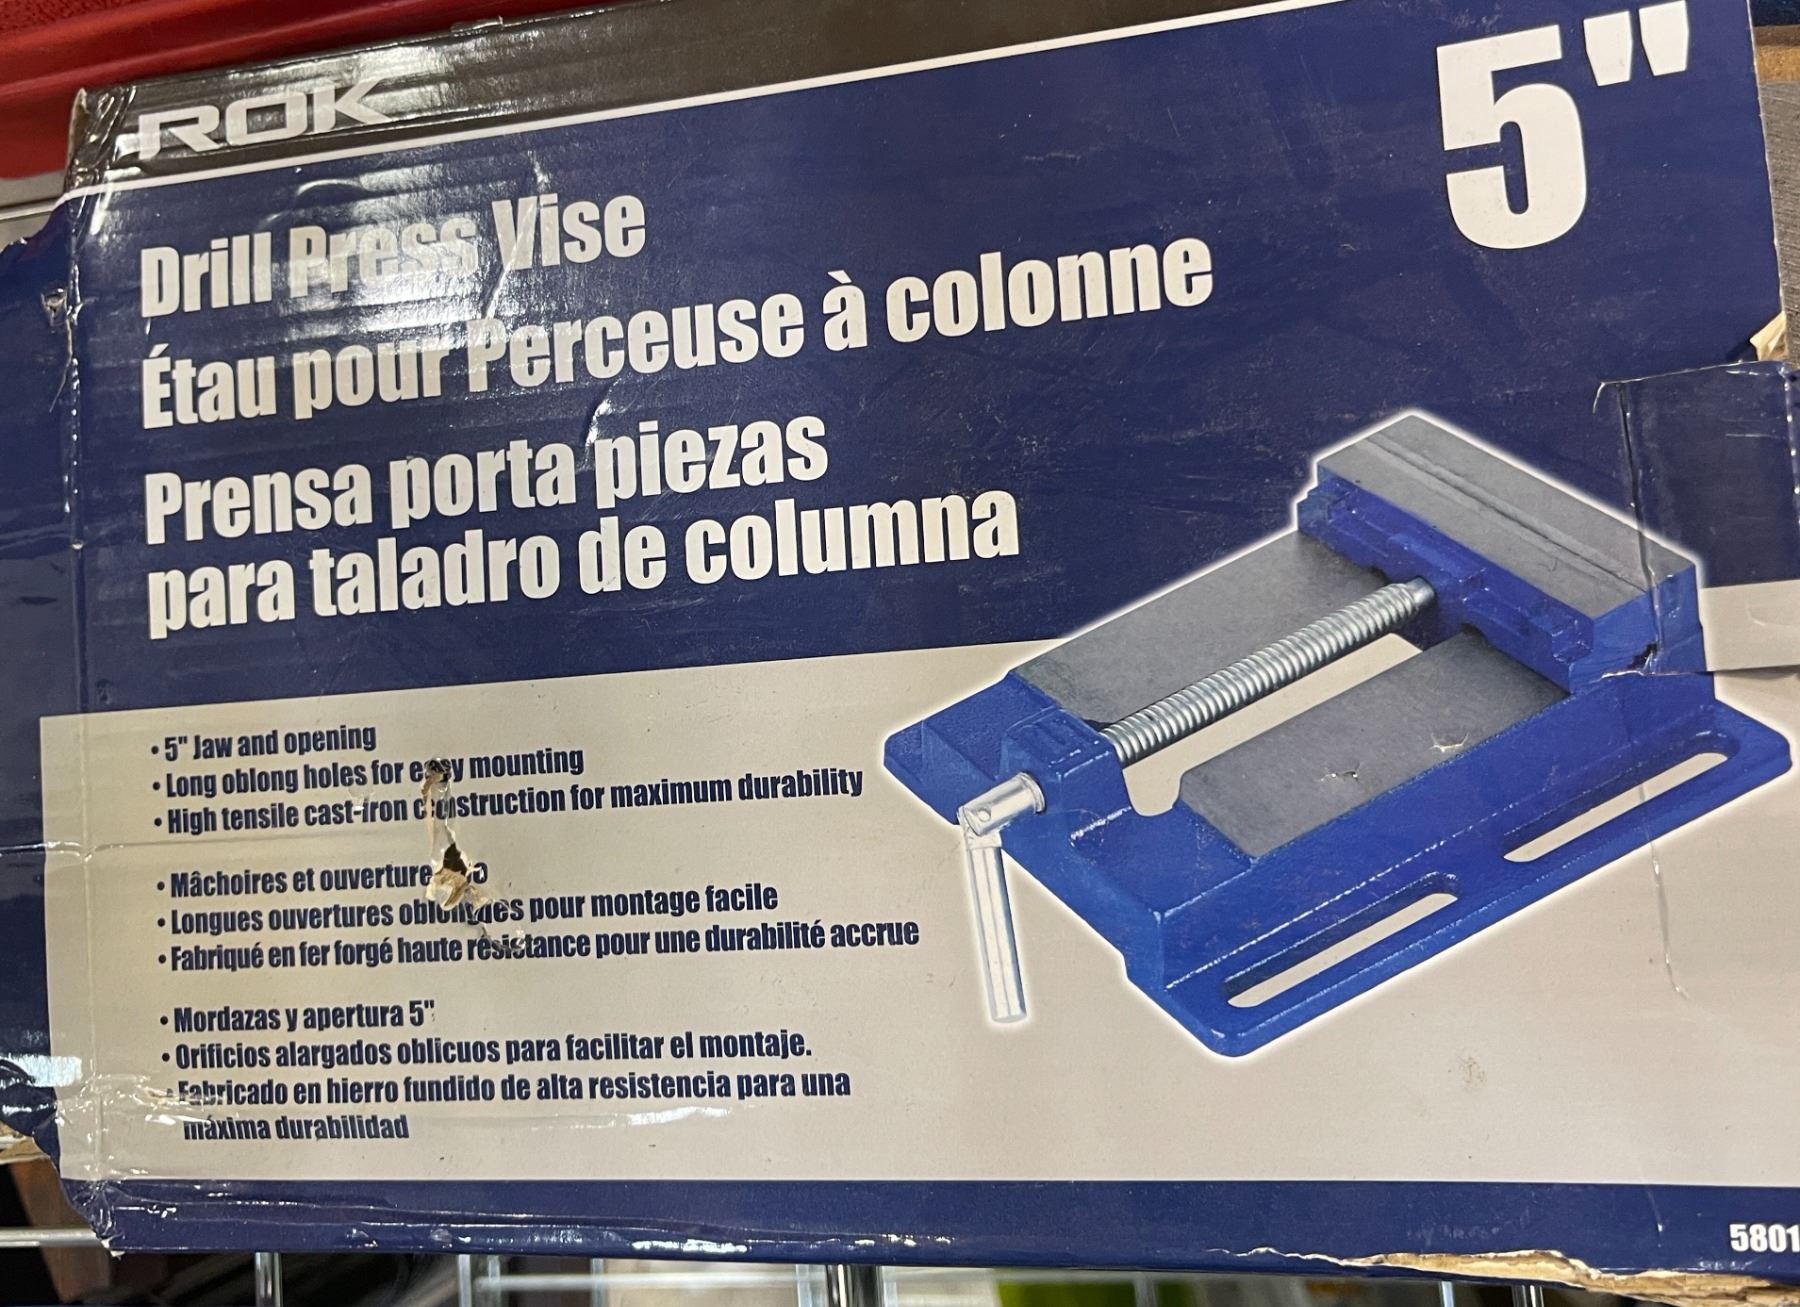 ROK
5"
Drill Press Vise
Étau pour Perceuse à colonne
Prensa porta piezas
para taladro de columna
• 5" Jaw and opening
• Long oblong holes for easy mounting
• High tensile cast-iron construction for maximum durability
• Mâchoires et ouverture
• Longues ouvertures oblongues pour montage facile
• Fabriqué en fer forgé haute résistance pour une durabilité accrue
• Mordazas y apertura 5"
• Orificios alargados oblicuos para facilitar el montaje.
• Fabricado en hierro fundido de alta resistencia para una
máxima durabilidad
5801